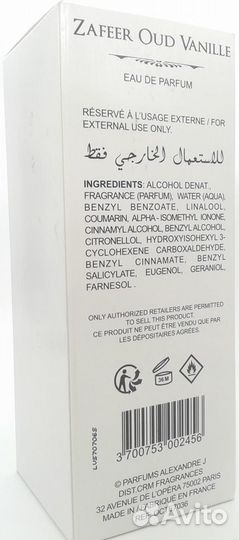 ZAFEER OUD VANILLE
EAU DE PARFUM
RÉSERVÉ À L'USAGE EXTERNE / FOR
EXTERNAL USE ONLY.
للاستعمال الخارجي فقط
INGREDIENTS: ALCOHOL DENAT.,
FRAGRANCE (PARFUM), WATER (AQUA),
BENZYL BENZOATE, LINALOOL,
COUMARIN, ALPHA-ISOMETHYL IONONE,
CINNAMYL ALCOHOL, BENZYL ALCOHOL,
CITRONELLOL, HYDROXYISOHEXYL 3-
CYCLOHEXENE CARBOXALDEHYDE,
BENZYL CINNAMATE, BENZYL
SALICYLATE, EUGENOL, GERANIOL,
FARNESOL.
ONLY AUTHORIZED RETAILERS ARE PERMITTED
TO SELL THIS PRODUCT /
CE PRODUIT NE PEUT ÊTRE VENDU QUE PAR
LES DÉPOSITAIRES AGRÉÉS.
36 M
LVE707065
3 700753 002456
© PARFUMS ALEXANDRE J
DIST.CRM FRAGRANCES
32 AVENUE DE L'OPÉRA 75002 PARIS
MADE IN FRANCE
7036
Avito